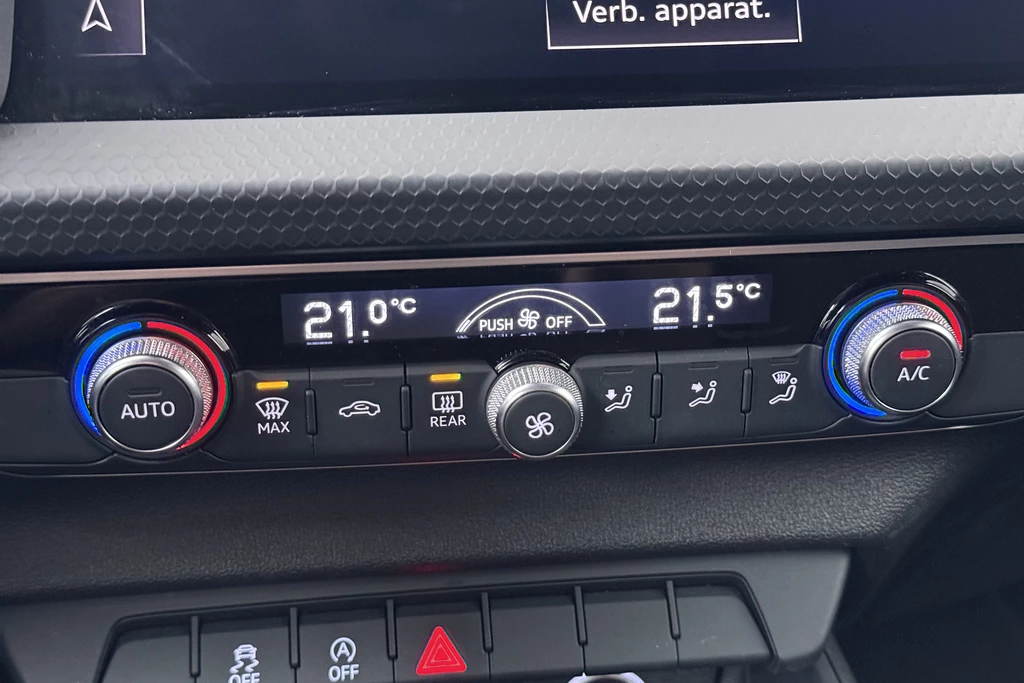 Verb. apparat.
21.0°C
PUSH OFF
21.5°C
AUTO
MAX
REAR
A/C
OFF
A
OFF